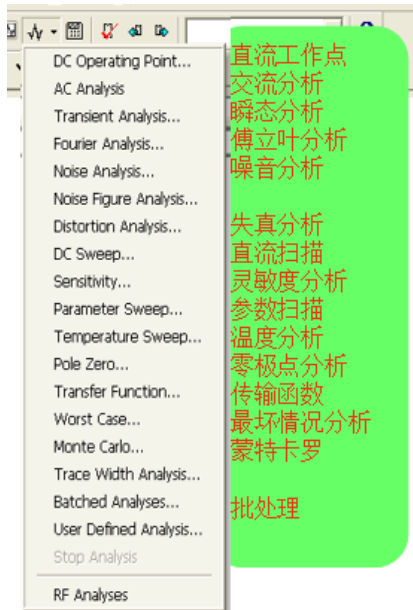 DC Operating Point... 直流工作点
AC Analysis 交流分析
Transient Analysis... 瞬态分析
Fourier Analysis... 傅立叶分析
Noise Analysis... 噪音分析
Noise Figure Analysis...
Distortion Analysis... 失真分析
DC Sweep... 直流扫描
Sensitivity... 灵敏度分析
Parameter Sweep... 参数扫描
Temperature Sweep... 温度分析
Pole Zero... 零极点分析
Transfer Function... 传输函数
Worst Case... 最坏情况分析
Monte Carlo... 蒙特卡罗
Trace Width Analysis...
Batched Analyses... 批处理
User Defined Analysis...
Stop Analysis
RF Analyses